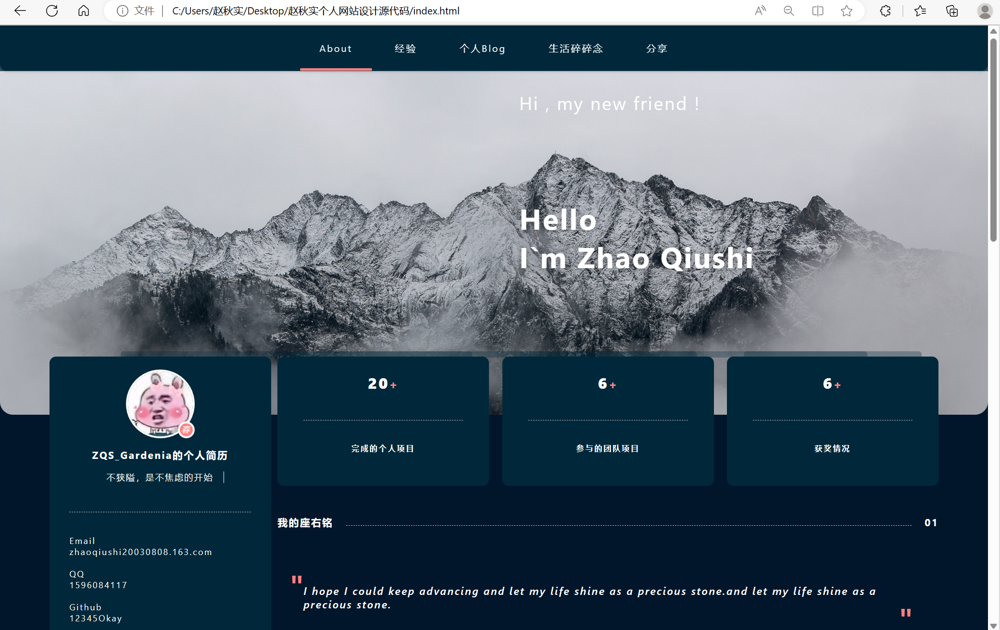 文件 | C:/Users/赵秋实/Desktop/赵秋实个人网站设计源代码/index.html
About 经验 个人Blog 生活碎碎念 分享
Hi , my new friend !
Hello
I`m Zhao Qiushi
春
ZQS_Gardenia的个人简历
不狭隘，是不焦虑的开始
Email
zhaoqiushi20030808.163.com
QQ
1596084117
Github
12345Okay
20+
完成的个人项目
6+
参与的团队项目
6+
获奖情况
我的座右铭 01
"I hope I could keep advancing and let my life shine as a precious stone.and let my life shine as a
precious stone."